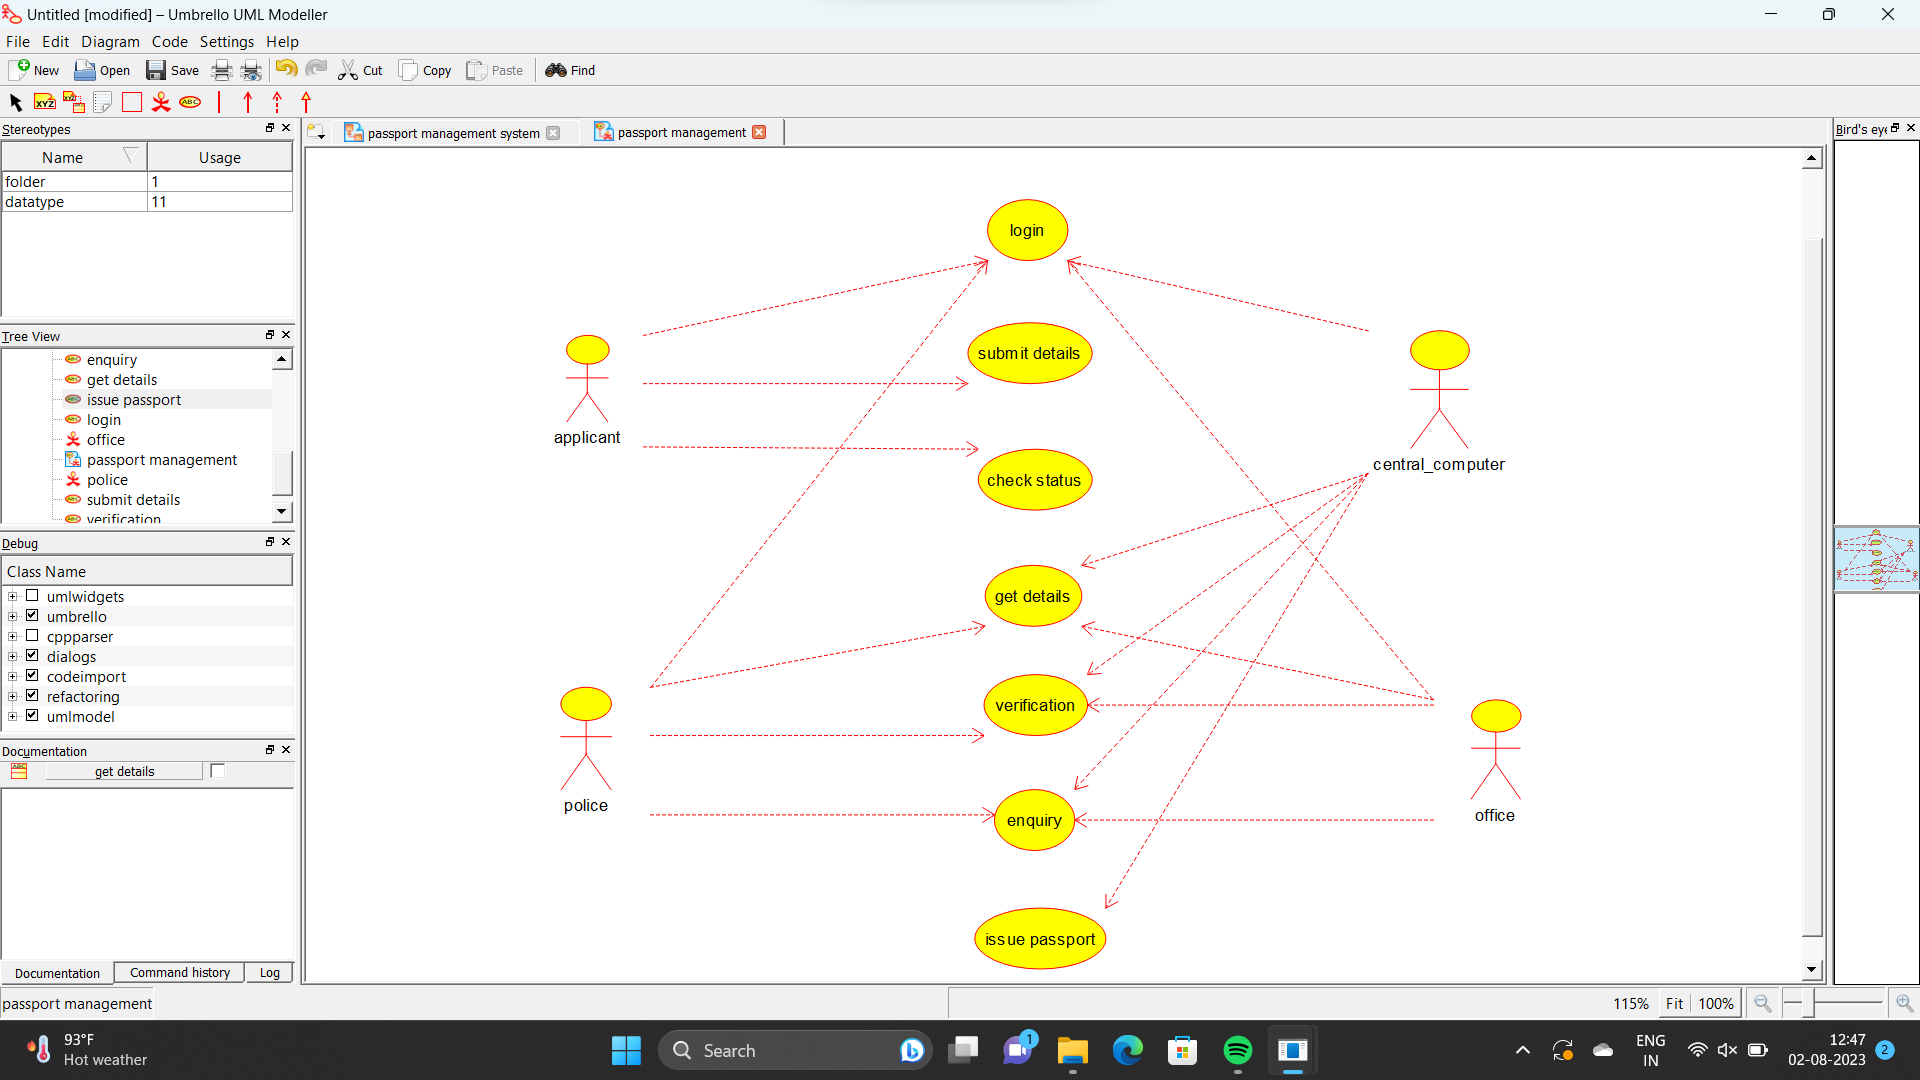 Untitled [modified] – Umbrello UML Modeller
File Edit Diagram Code Settings Help
New Open Save Cut Copy Paste Find
XYZ XYZ ABC
Stereotypes
Name Usage
folder 1
datatype 11
Tree View
enquiry
get details
issue passport
login
office
passport management
police
submit details
verification
Debug
Class Name
umlwidgets
umbrello
cppparser
dialogs
codeimport
refactoring
umlmodel
Documentation
get details
Documentation Command history Log
passport management system passport management
login
submit details
applicant
check status
central_computer
get details
verification
police
enquiry
office
issue passport
Bird's eye
passport management
115% Fit 100%
93°F
Hot weather
Search
1
ENG
IN
12:47
02-08-2023
2